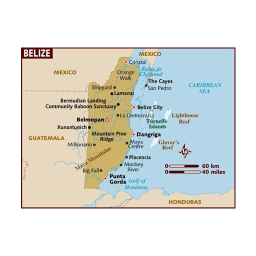 BELIZE
MEXICO
Corozal
Orange
Walk
Bahia de
Chetumal
MEXICO
The Cayes
San Pedro
Shipyard
Lamanai
CARIBBEAN
SEA
Bermudian Landing
Community Baboon Sanctuary
Belize City
Belmopan
La Democracia
Lighthouse
Reef
Turneffe
Islands
Xunantunich
Mountain Pine
Ridge
Dangriga
GUATEMALA
Millonario
Maya
Centre
Glover's
Reef
Maya Mountains
Placencia
Monkey
River
Big Fall
Punta
Gorda
Gulf of
Honduras
60 km
40 miles
HONDURAS